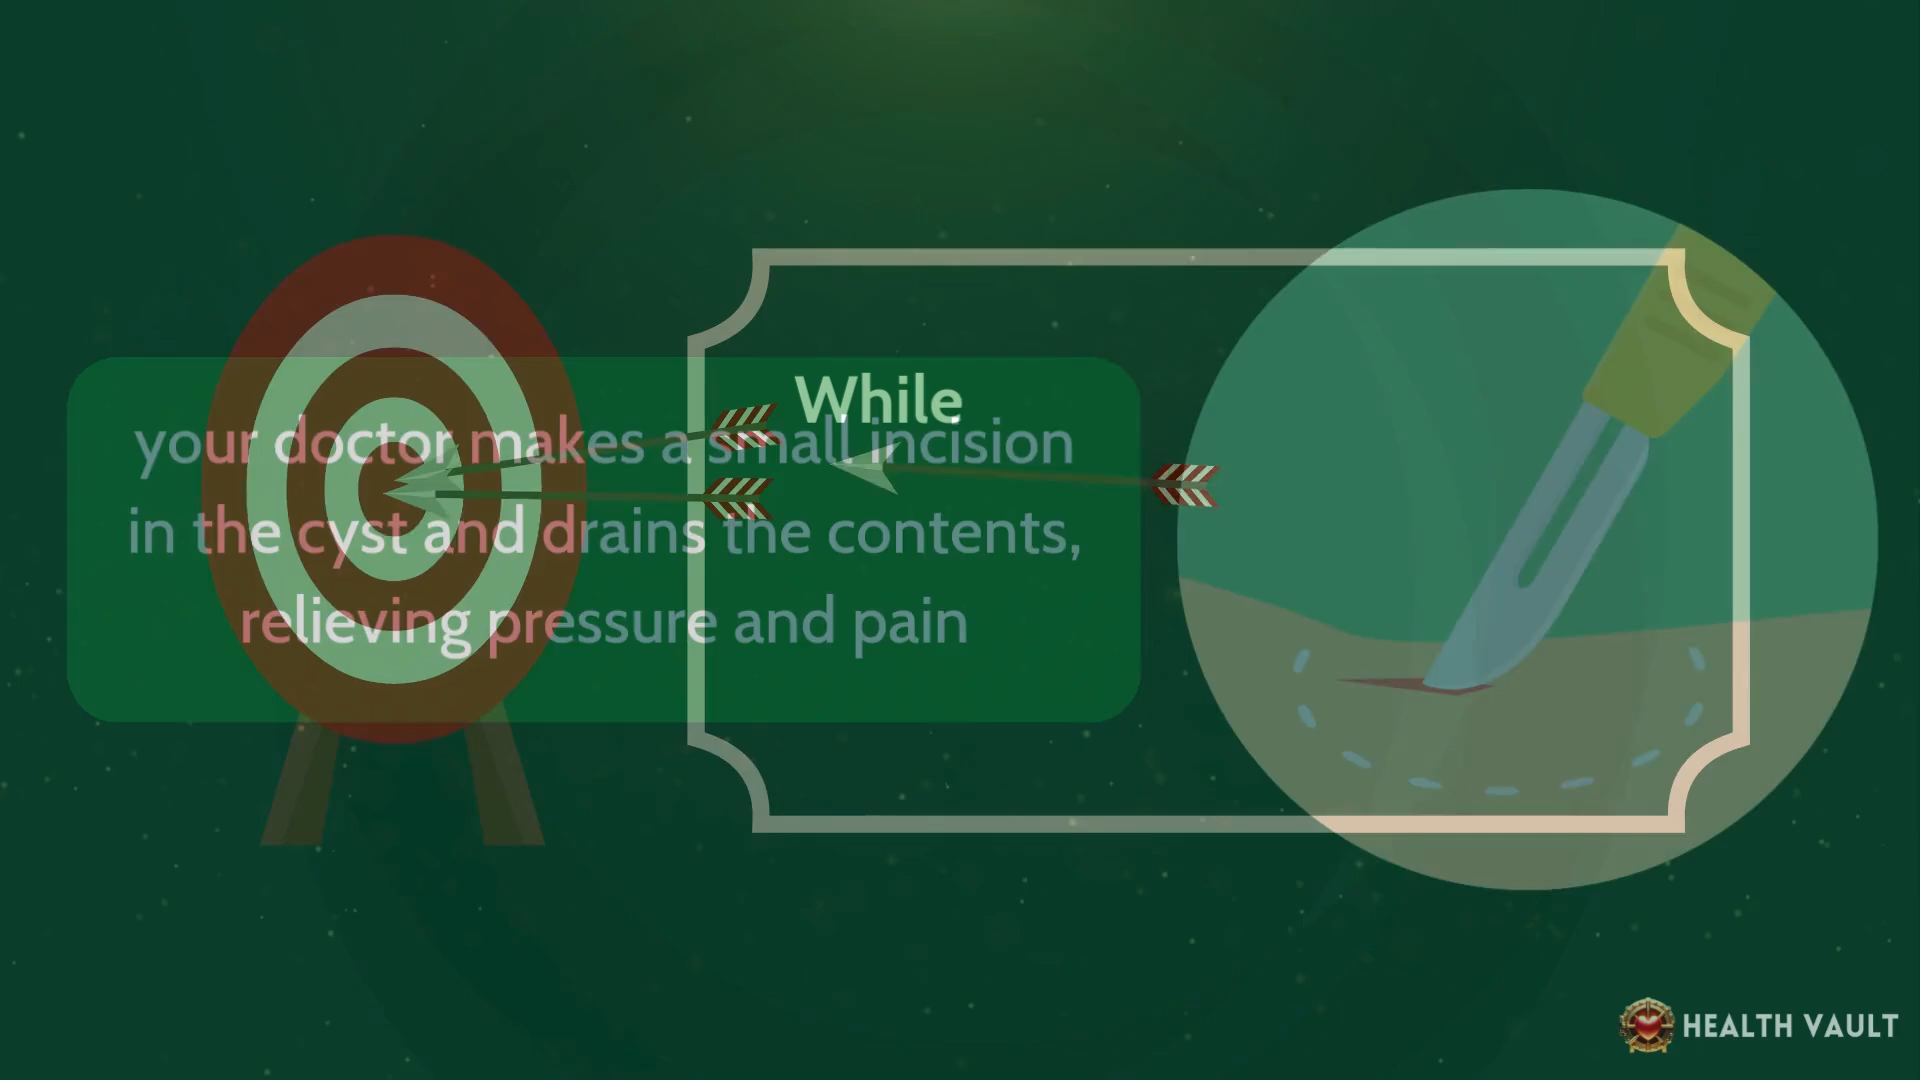 While
your doctor makes a small incision
in the cyst and drains the contents,
relieving pressure and pain
HEALTH VAULT